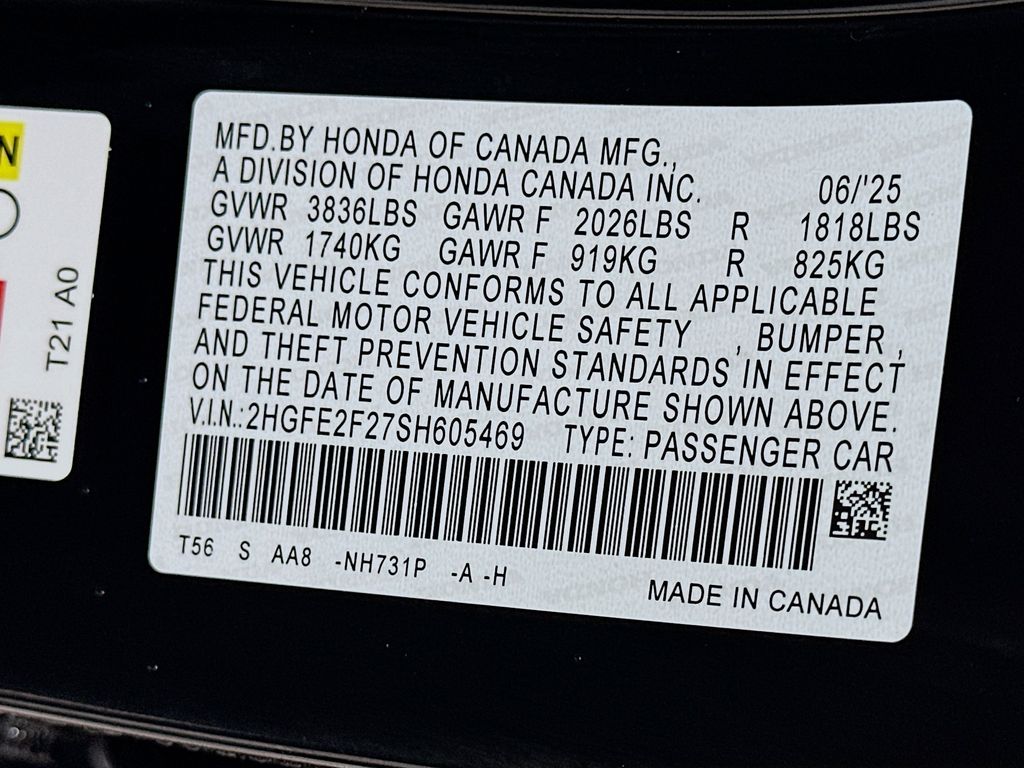 MFD.BY HONDA OF CANADA MFG.,
A DIVISION OF HONDA CANADA INC. 06/'25
GVWR 3836LBS GAWR F 2026LBS R 1818LBS
GVWR 1740KG GAWR F 919KG R 825KG
THIS VEHICLE CONFORMS TO ALL APPLICABLE
FEDERAL MOTOR VEHICLE SAFETY , BUMPER ,
AND THEFT PREVENTION STANDARDS IN EFFECT
ON THE DATE OF MANUFACTURE SHOWN ABOVE.
V.I.N.:2HGFE2F27SH605469 TYPE: PASSENGER CAR
T56 S AA8 -NH731P -A -H
MADE IN CANADA
N
T21 A0